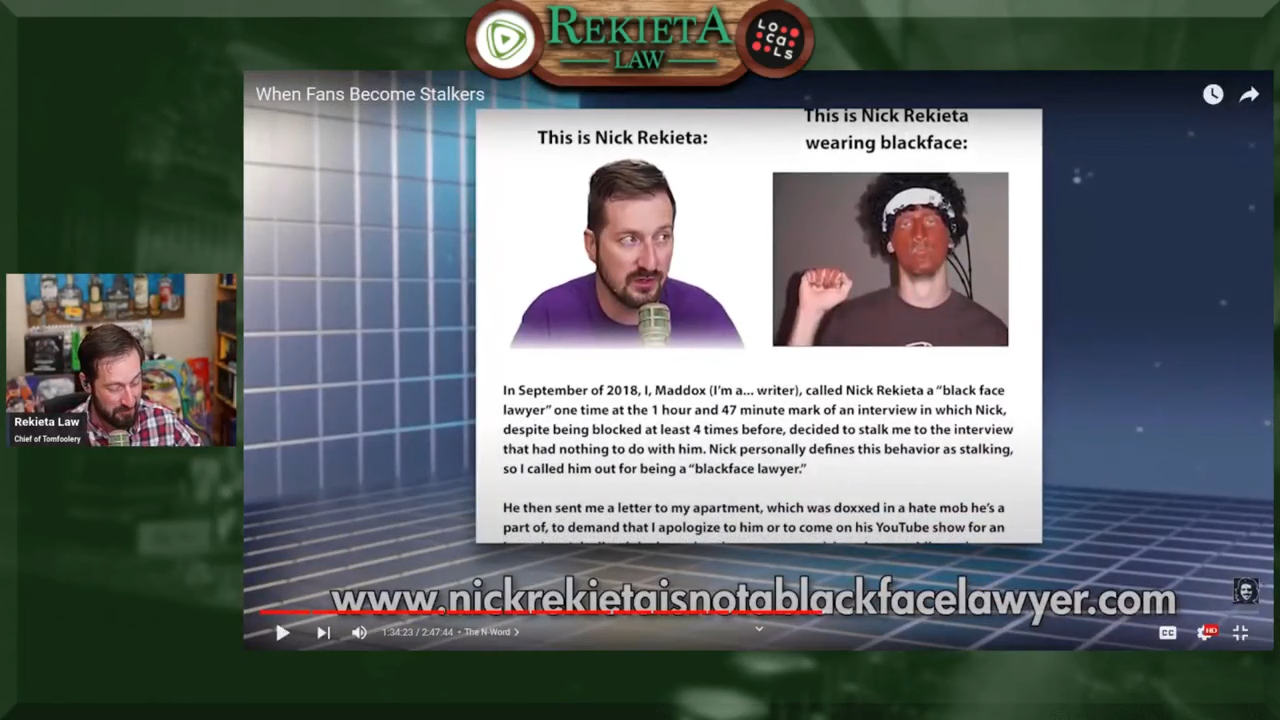 REKIETA
LAW
LOcaLs
When Fans Become Stalkers
This is Nick Rekieta:
This is Nick Rekieta
wearing blackface:
In September of 2018, I, Maddox (I'm a... writer), called Nick Rekieta a “black face
lawyer” one time at the 1 hour and 47 minute mark of an interview in which Nick,
despite being blocked at least 4 times before, decided to stalk me to the interview
that had nothing to do with him. Nick personally defines this behavior as stalking,
so I called him out for being a “blackface lawyer.”
He then sent me a letter to my apartment, which was doxxed in a hate mob he's a
part of, to demand that I apologize to him or to come on his YouTube show for an
Rekieta Law
Chief of Tomfoolery
www.nickrekietaisnotablackfacelawyer.com
1:34:23 / 2:47:44 • The N-Word >
CC
HD